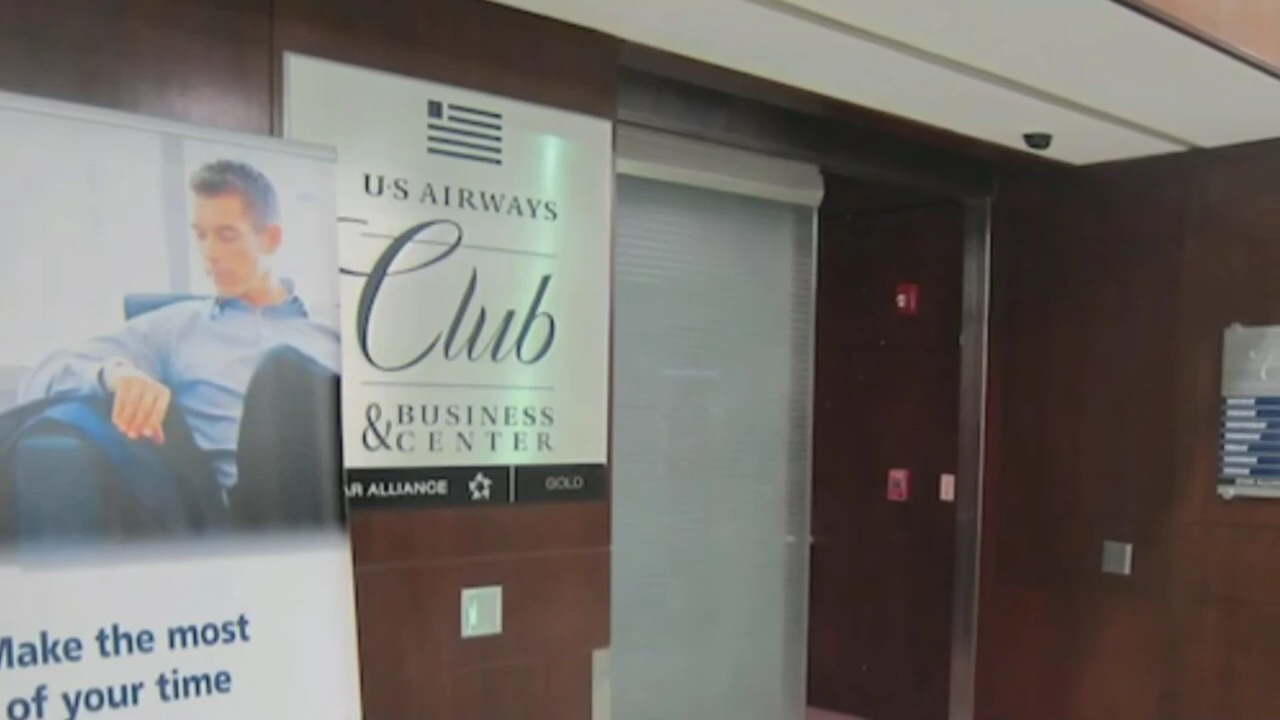 U·S AIRWAYS
Club
& BUSINESS
CENTER
AR ALLIANCE GOLD
Make the most
of your time